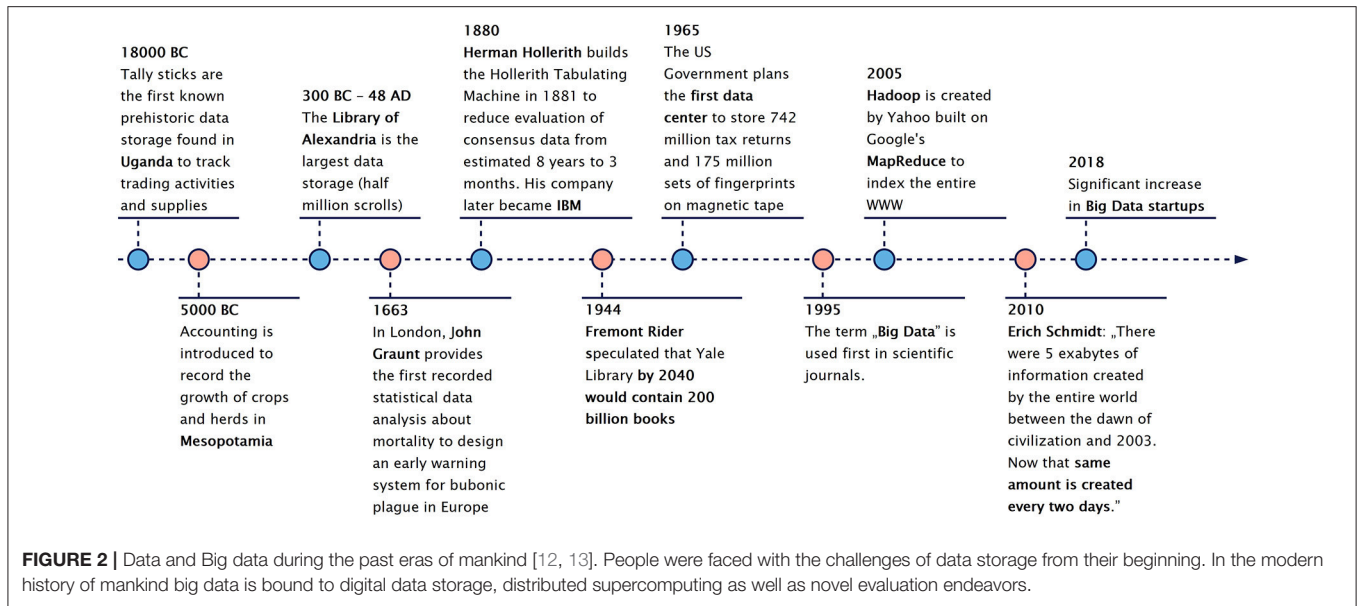 18000 BC
Tally sticks are
the first known
prehistoric data
storage found in
Uganda to track
trading activities
and supplies
300 BC – 48 AD
The Library of
Alexandria is the
largest data
storage (half
million scrolls)
1880
Herman Hollerith builds
the Hollerith Tabulating
Machine in 1881 to
reduce evaluation of
consensus data from
estimated 8 years to 3
months. His company
later became IBM
1965
The US
Government plans
the first data
center to store 742
million tax returns
and 175 million
sets of fingerprints
on magnetic tape
2005
Hadoop is created
by Yahoo built on
Google's
MapReduce to
index the entire
WWW
2018
Significant increase
in Big Data startups
5000 BC
Accounting is
introduced to
record the
growth of crops
and herds in
Mesopotamia
1663
In London, John
Graunt provides
the first recorded
statistical data
analysis about
mortality to design
an early warning
system for bubonic
plague in Europe
1944
Fremont Rider
speculated that Yale
Library by 2040
would contain 200
billion books
1995
The term „Big Data” is
used first in scientific
journals.
2010
Erich Schmidt: „There
were 5 exabytes of
information created
by the entire world
between the dawn of
civilization and 2003.
Now that same
amount is created
every two days.”
FIGURE 2 | Data and Big data during the past eras of mankind [12, 13]. People were faced with the challenges of data storage from their beginning. In the modern
history of mankind big data is bound to digital data storage, distributed supercomputing as well as novel evaluation endeavors.